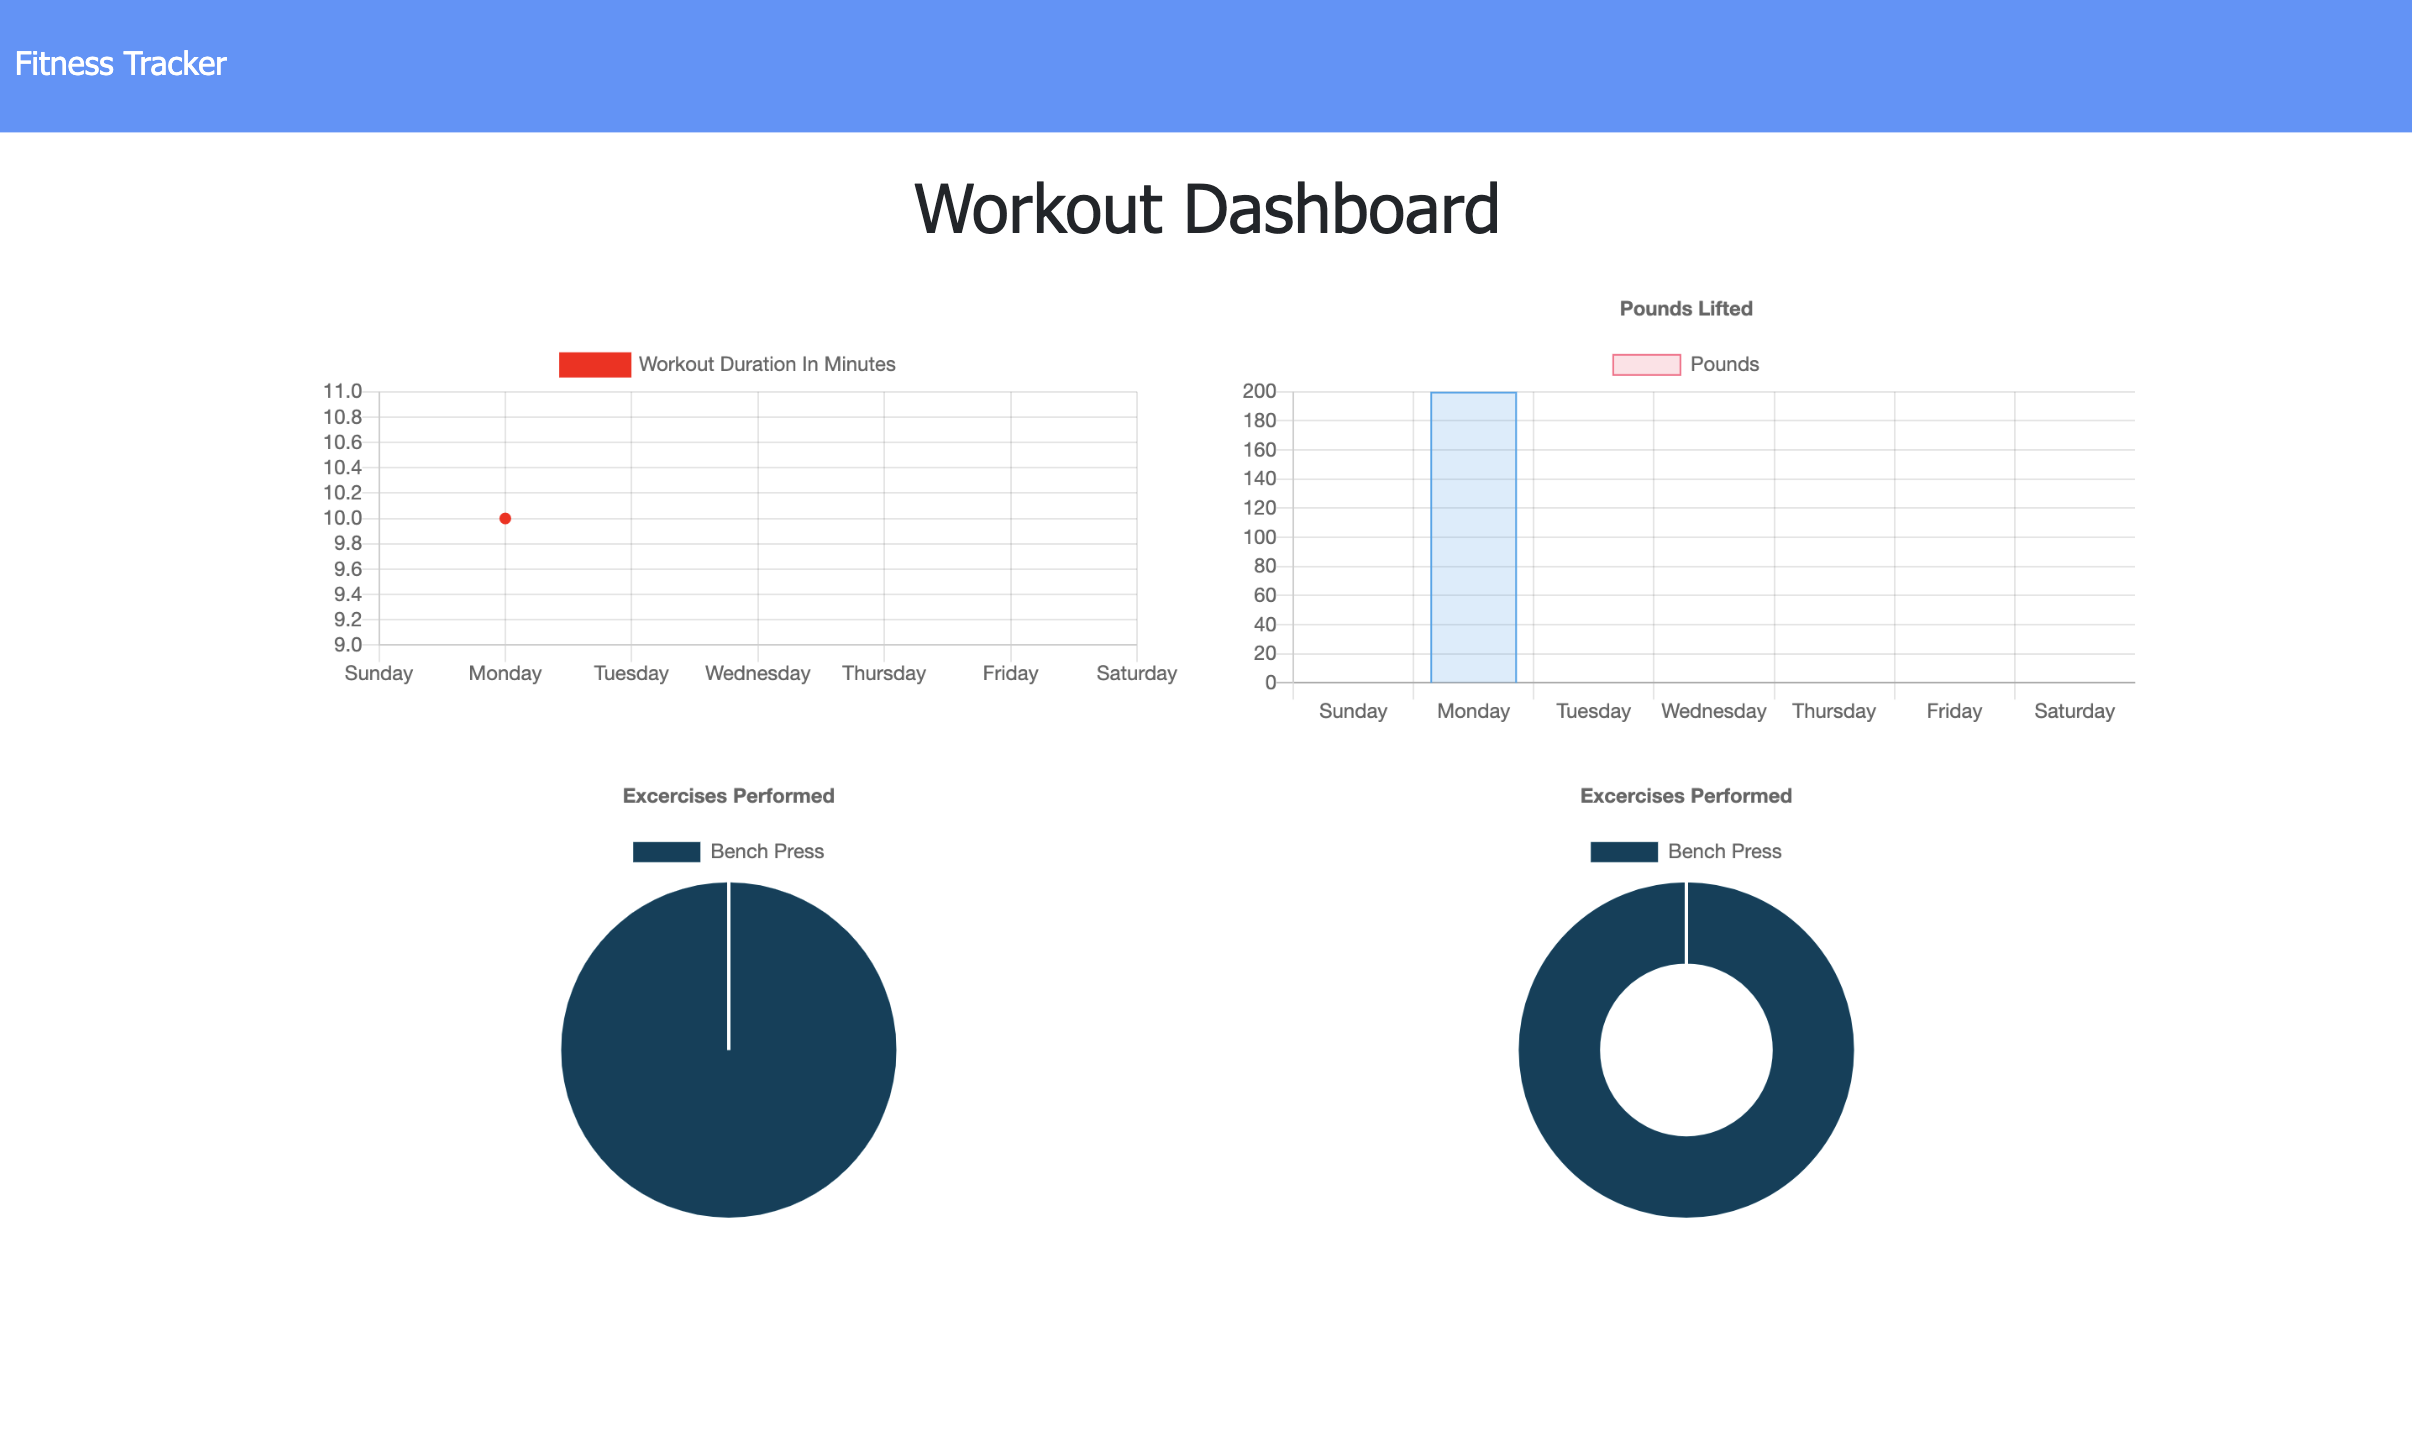 Fitness Tracker
Workout Dashboard
Workout Duration In Minutes
11.0
10.8
10.6
10.4
10.2
10.0
9.8
9.6
9.4
9.2
9.0
Sunday Monday Tuesday Wednesday Thursday Friday Saturday
Pounds Lifted
Pounds
200
180
160
140
120
100
80
60
40
20
0
Sunday Monday Tuesday Wednesday Thursday Friday Saturday
Excercises Performed
Bench Press
Excercises Performed
Bench Press